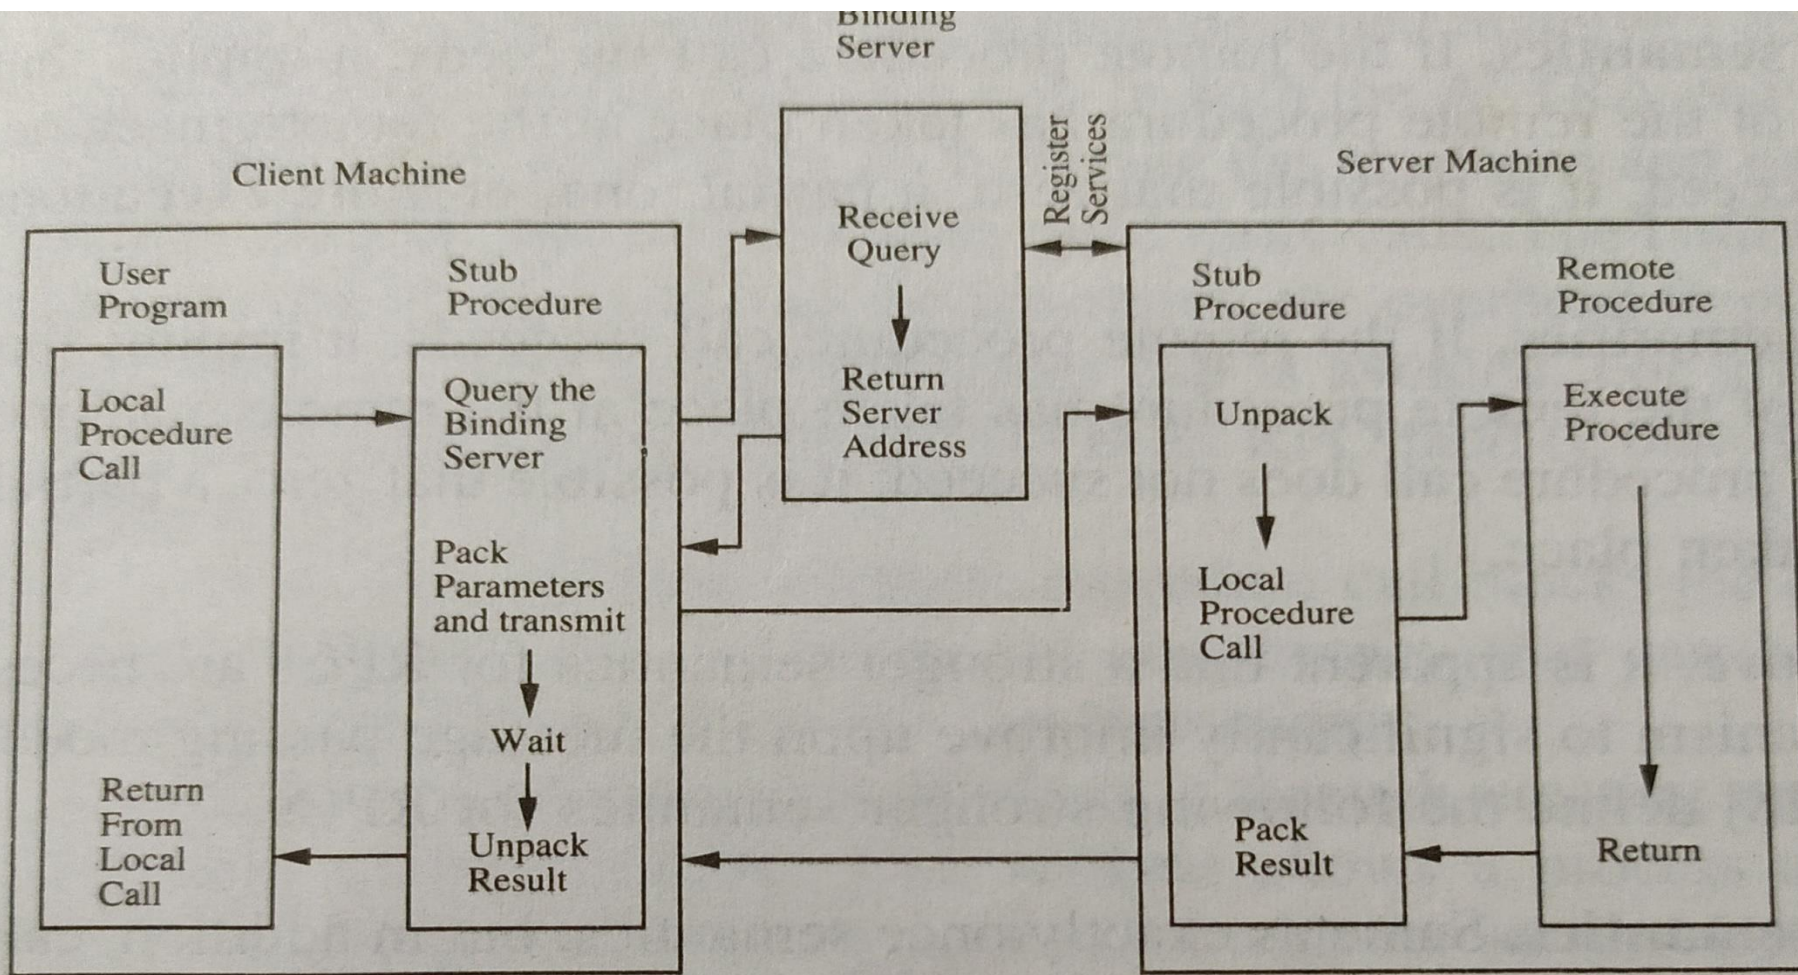 Binding
Server
Client Machine
Server Machine
Register
Services
User
Program
Stub
Procedure
Receive
Query
Return
Server
Address
Stub
Procedure
Remote
Procedure
Local
Procedure
Call
Return
From
Local
Call
Query the
Binding
Server
Pack
Parameters
and transmit
Wait
Unpack
Result
Unpack
Local
Procedure
Call
Pack
Result
Execute
Procedure
Return